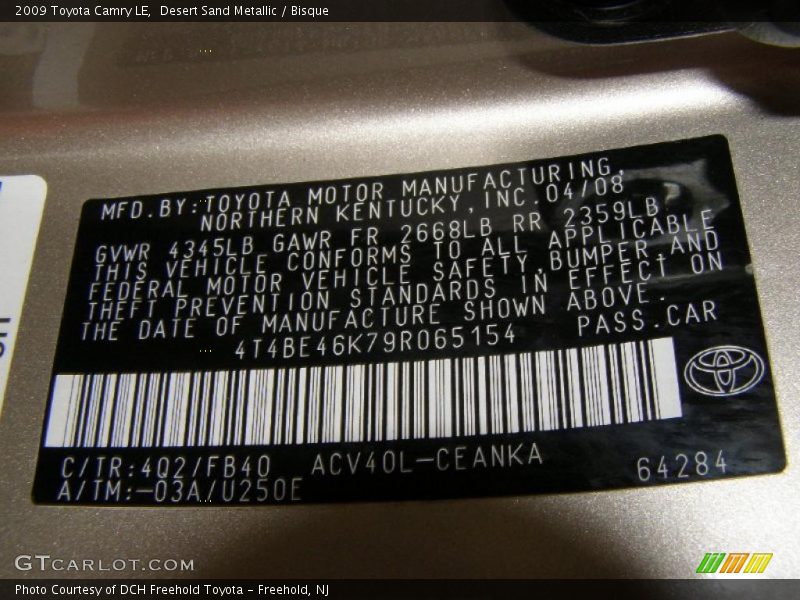 2009 Toyota Camry LE, Desert Sand Metallic / Bisque
MFD.BY:TOYOTA MOTOR MANUFACTURING,
NORTHERN KENTUCKY,INC.04/08
GVWR 4345LB GAWR FR 2668LB RR 2359LB
THIS VEHICLE CONFORMS TO ALL APPLICABLE
FEDERAL MOTOR VEHICLE SAFETY,BUMPER,AND
THEFT PREVENTION STANDARDS IN EFFECT ON
THE DATE OF MANUFACTURE SHOWN ABOVE.
4T4BE46K79R065154 PASS.CAR
C/TR:4Q2/FB40 ACV40L-CEANKA 64284
A/TM:-03A/U250E
GTCARLOT.COM
Photo Courtesy of DCH Freehold Toyota - Freehold, NJ